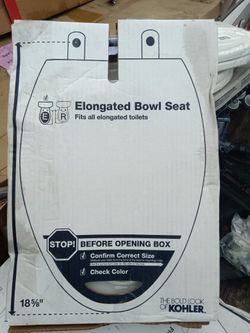 Elongated Bowl Seat
E R
Fits all elongated toilets
STOP!
BEFORE OPENING BOX
Confirm Correct Size
Check Color
18⅝"
THE BOLD LOOK
OF KOHLER